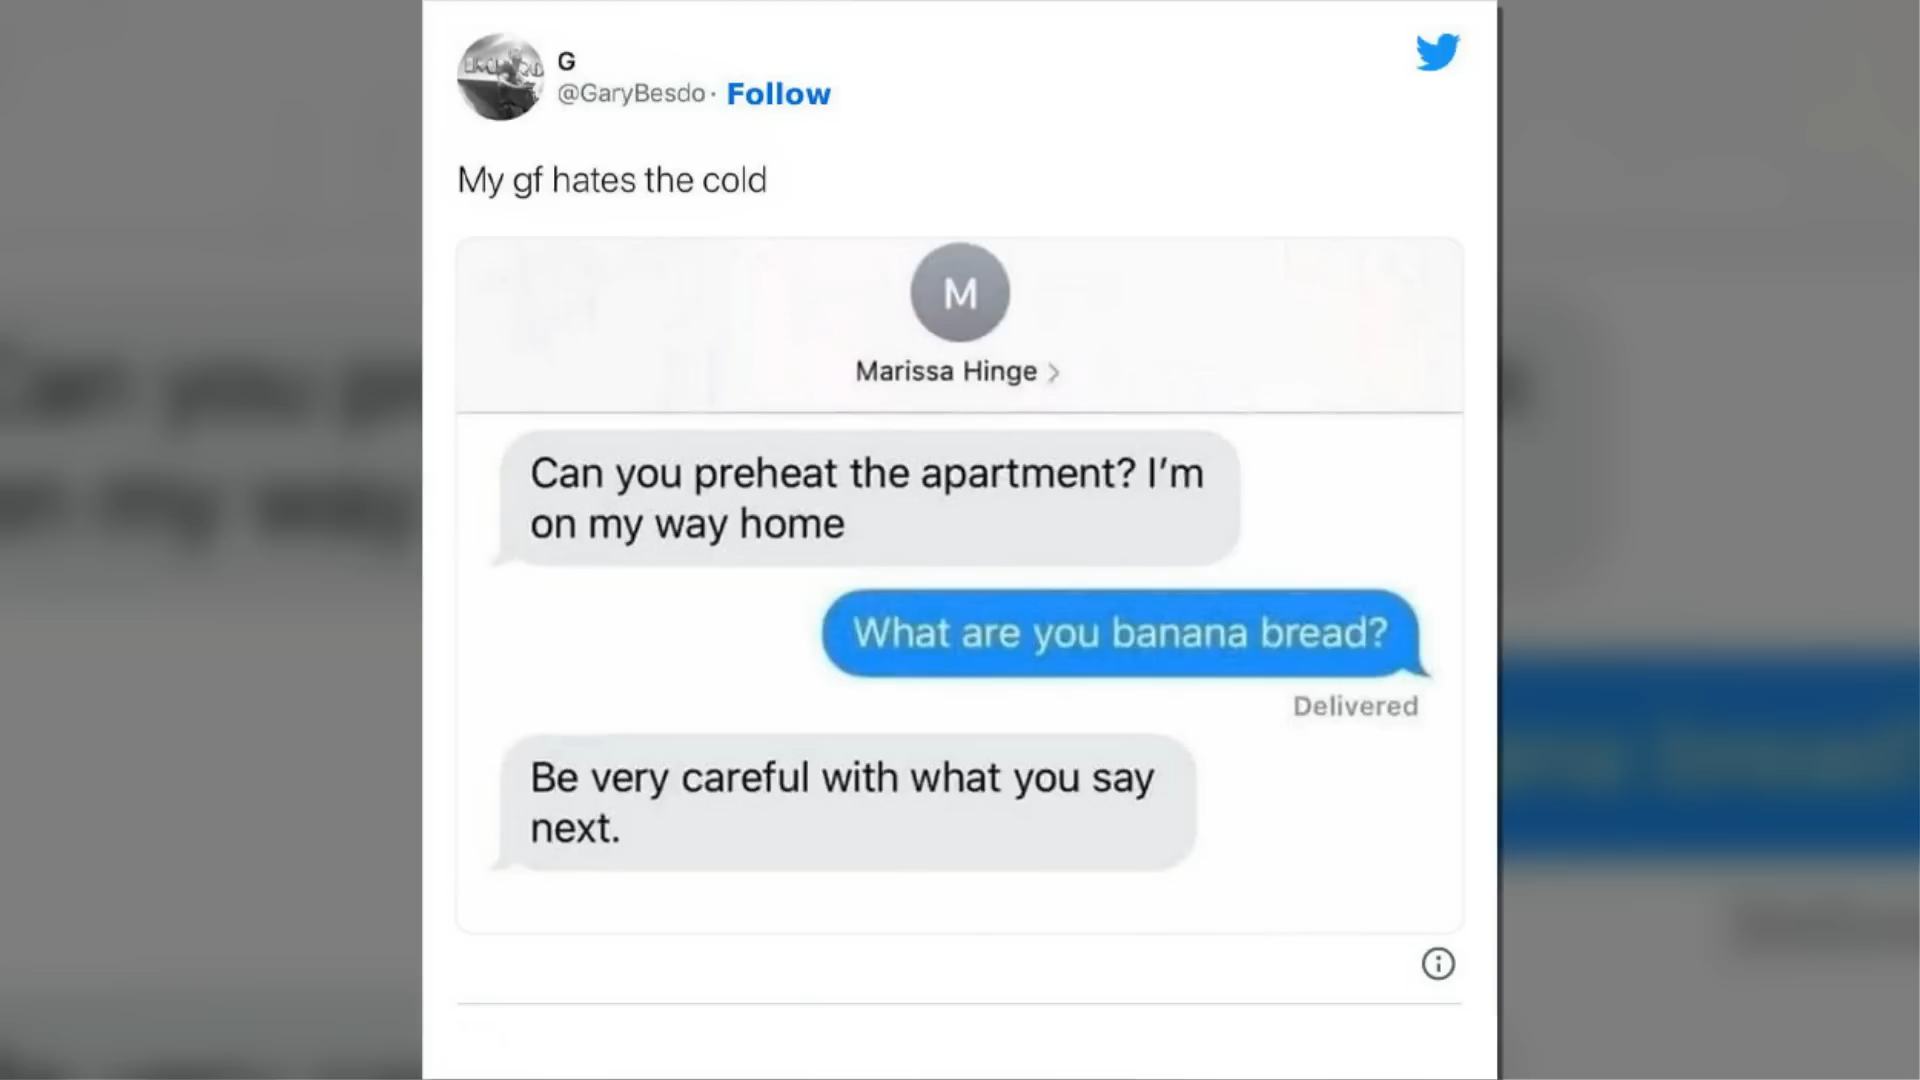 G
@GaryBesdo · Follow
My gf hates the cold
M
Marissa Hinge >
Can you preheat the apartment? I'm
on my way home
What are you banana bread?
Delivered
Be very careful with what you say
next.